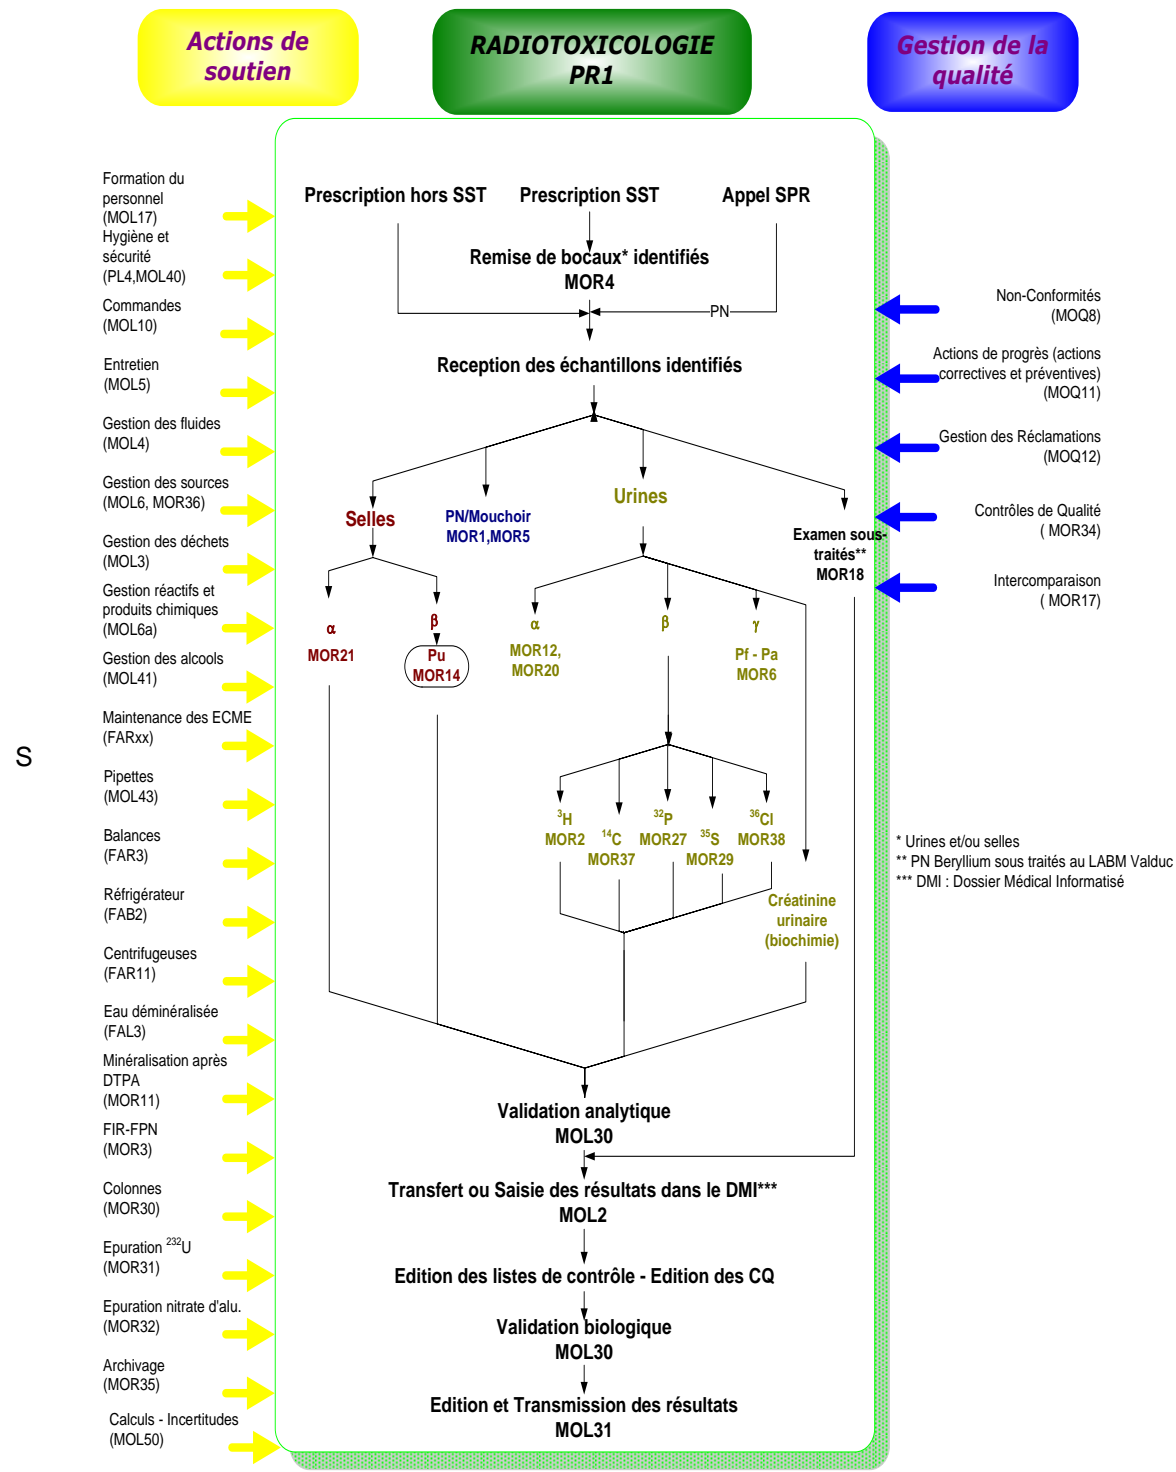 Actions de
soutien
RADIOTOXICOLOGIE
PR1
Gestion de la
qualité
Formation du
personnel
(MOL17)
Hygiène et
sécurité
(PL4,MOL40)
Commandes
(MOL10)
Entretien
(MOL5)
Gestion des fluides
(MOL4)
Gestion des sources
(MOL6, MOR36)
Gestion des déchets
(MOL3)
Gestion réactifs et
produits chimiques
(MOL6a)
Gestion des alcools
(MOL41)
Maintenance des ECME
(FARxx)
Pipettes
(MOL43)
Balances
(FAR3)
Réfrigérateur
(FAB2)
Centrifugeuses
(FAR11)
Eau déminéralisée
(FAL3)
Minéralisation après
DTPA
(MOR11)
FIR-FPN
(MOR3)
Colonnes
(MOR30)
Epuration ²³²U
(MOR31)
Epuration nitrate d'alu.
(MOR32)
Archivage
(MOR35)
Calculs - Incertitudes
(MOL50)
S
Prescription hors SST
Prescription SST
Appel SPR
Remise de bocaux* identifiés
MOR4
PN
Reception des échantillons identifiés
Selles
PN/Mouchoir
MOR1,MOR5
Urines
Examen sous-
traités**
MOR18
α
MOR21
β
Pu
MOR14
α
MOR12,
MOR20
β
γ
Pf - Pa
MOR6
³H
MOR2
¹⁴C
MOR37
³²P
MOR27
³⁵S
MOR29
³⁶Cl
MOR38
Créatinine
urinaire
(biochimie)
Validation analytique
MOL30
Transfert ou Saisie des résultats dans le DMI***
MOL2
Edition des listes de contrôle - Edition des CQ
Validation biologique
MOL30
Edition et Transmission des résultats
MOL31
Non-Conformités
(MOQ8)
Actions de progrès (actions
correctives et préventives)
(MOQ11)
Gestion des Réclamations
(MOQ12)
Contrôles de Qualité
( MOR34)
Intercomparaison
( MOR17)
* Urines et/ou selles
** PN Beryllium sous traités au LABM Valduc
*** DMI : Dossier Médical Informatisé